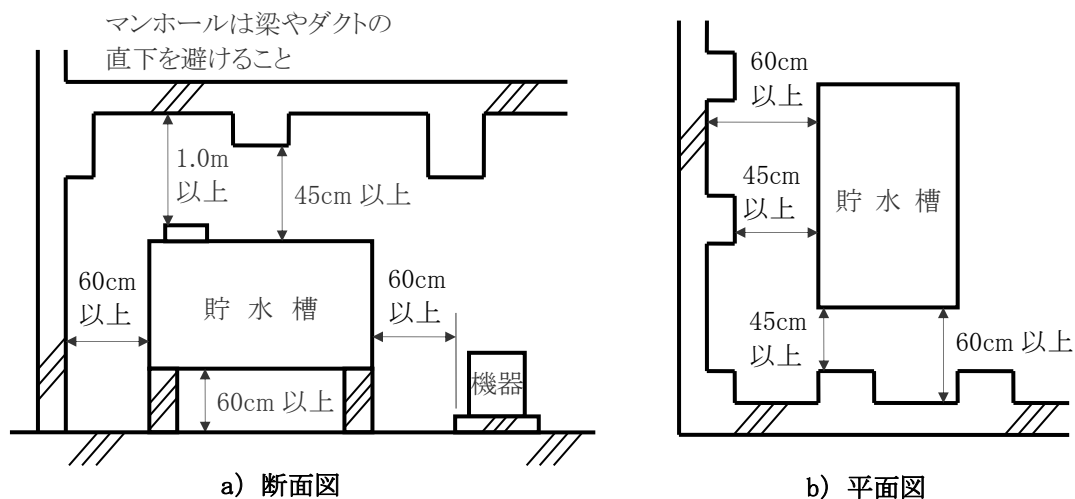 マンホールは梁やダクトの
直下を避けること
1.0m
以上
45cm 以上
60cm
以上
貯 水 槽
60cm
以上
機器
60cm 以上
a) 断面図
60cm
以上
45cm
以上
貯 水 槽
45cm
以上
60cm 以上
b) 平面図